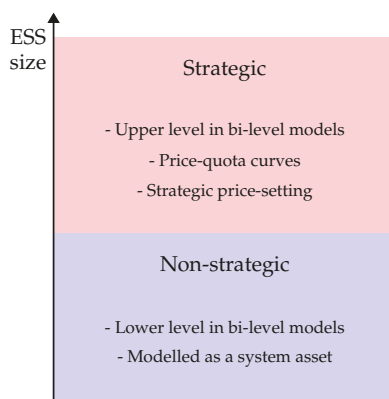 ESS
size
Strategic
- Upper level in bi-level models
- Price-quota curves
- Strategic price-setting
Non-strategic
- Lower level in bi-level models
- Modelled as a system asset